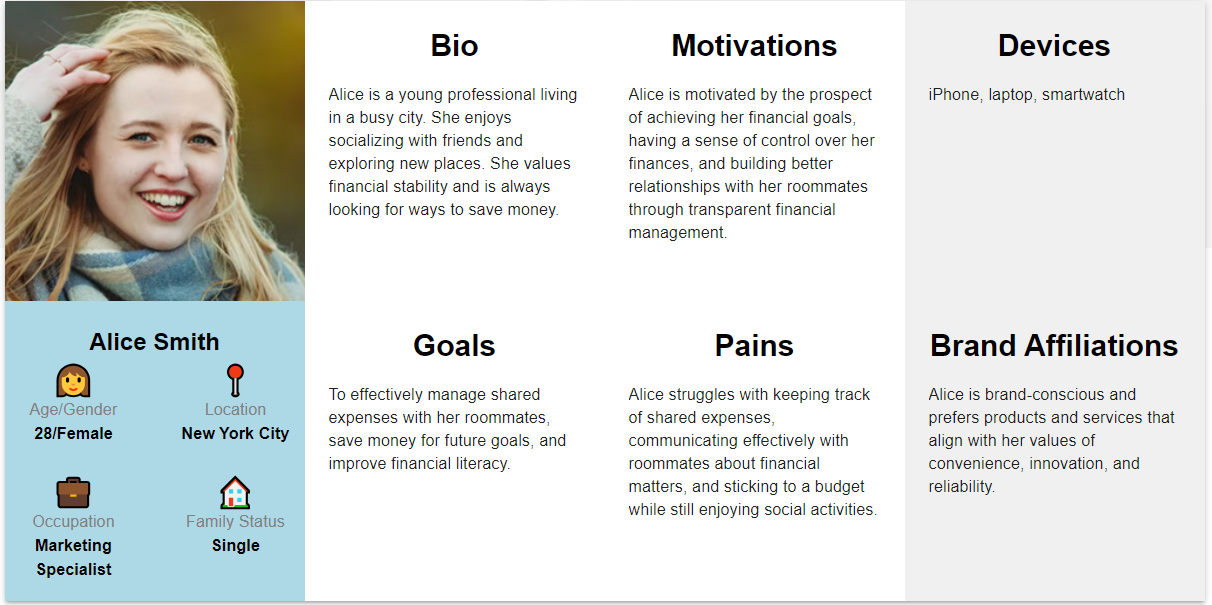 Bio
Alice is a young professional living
in a busy city. She enjoys
socializing with friends and
exploring new places. She values
financial stability and is always
looking for ways to save money.
Motivations
Alice is motivated by the prospect
of achieving her financial goals,
having a sense of control over her
finances, and building better
relationships with her roommates
through transparent financial
management.
Devices
iPhone, laptop, smartwatch
Alice Smith
Age/Gender
28/Female
Location
New York City
Occupation
Marketing
Specialist
Family Status
Single
Goals
To effectively manage shared
expenses with her roommates,
save money for future goals, and
improve financial literacy.
Pains
Alice struggles with keeping track
of shared expenses,
communicating effectively with
roommates about financial
matters, and sticking to a budget
while still enjoying social activities.
Brand Affiliations
Alice is brand-conscious and
prefers products and services that
align with her values of
convenience, innovation, and
reliability.